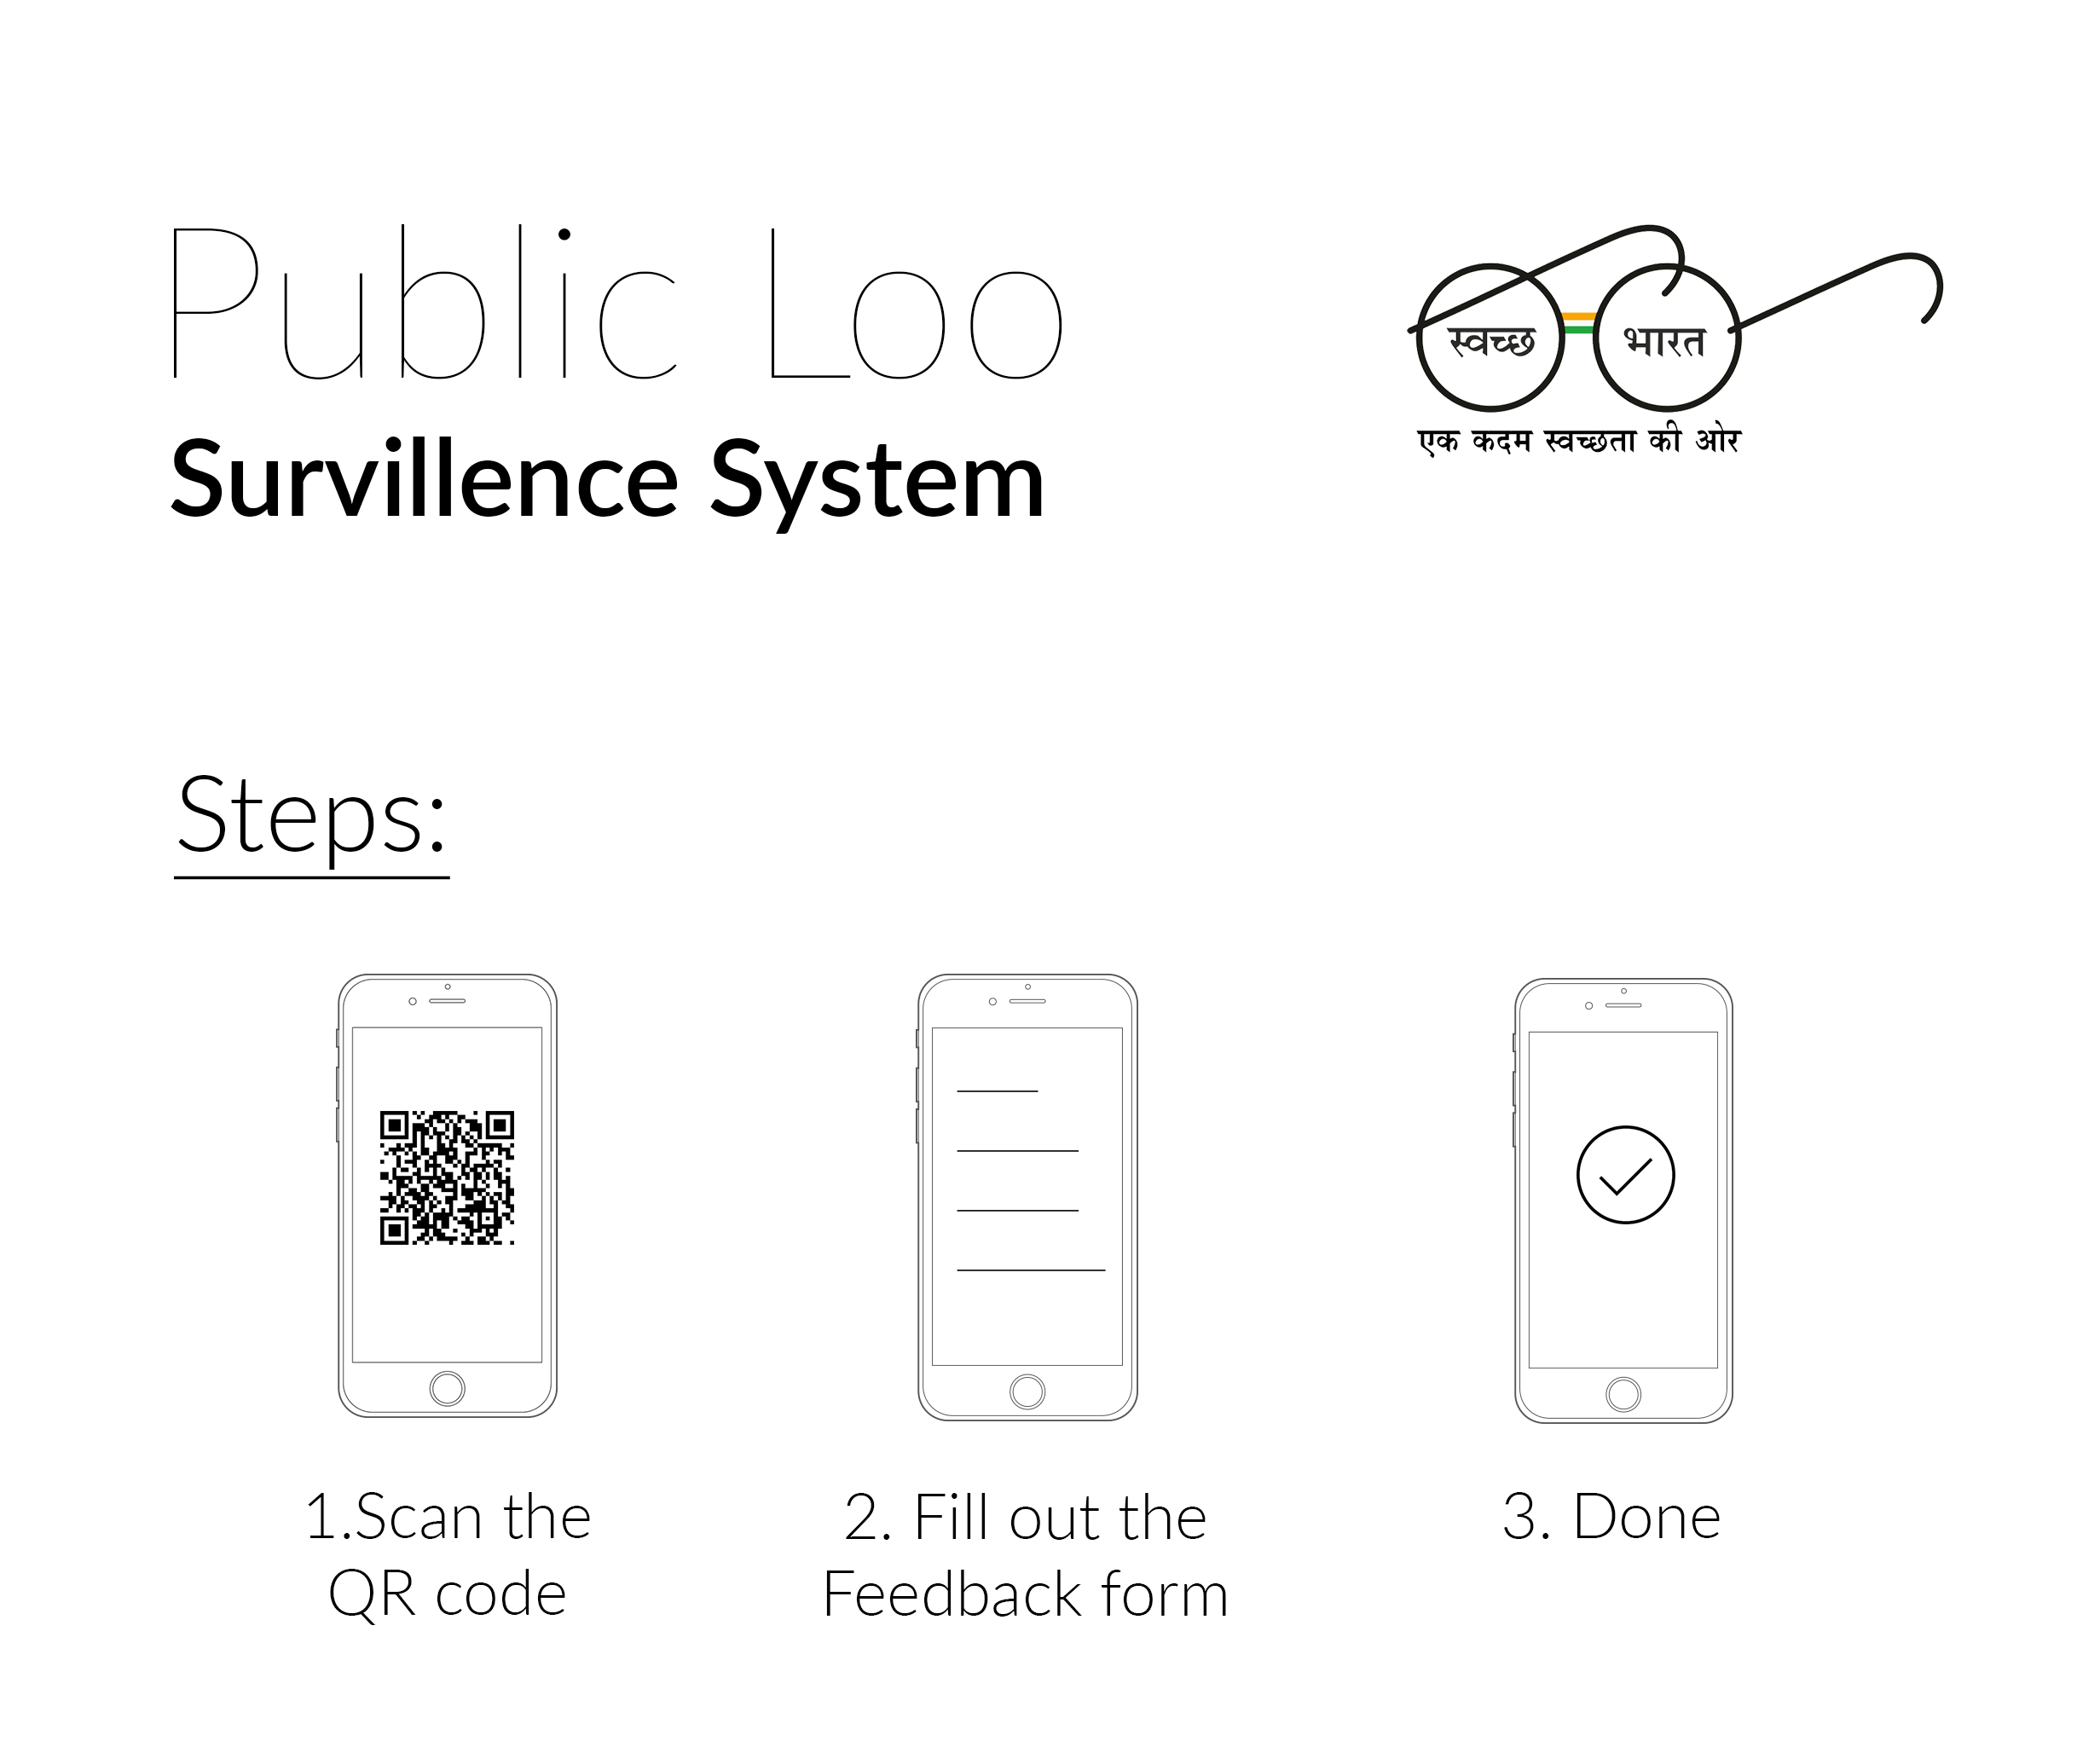 Public Loo
Survillence System
स्वच्छ भारत
एक कदम स्वच्छता की ओर
Steps:
1.Scan the
QR code
2. Fill out the
Feedback form
3. Done